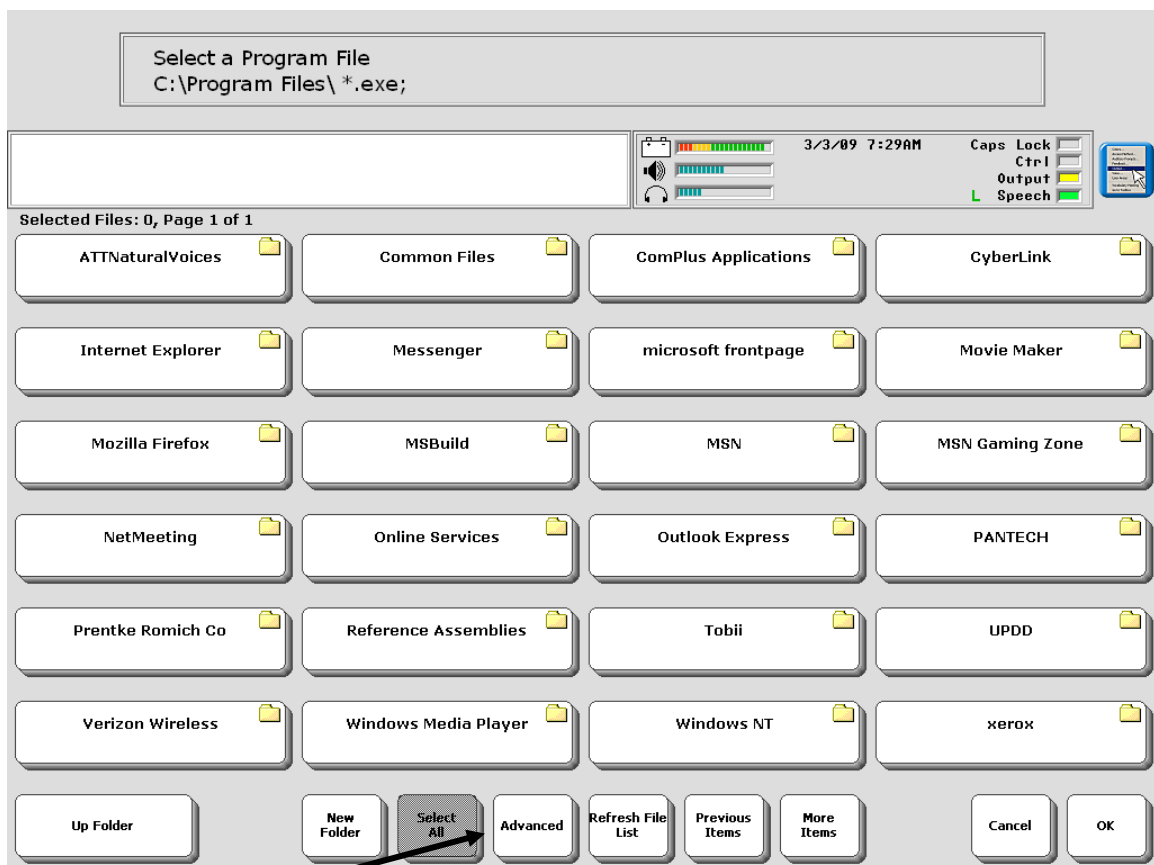 Select a Program File
C:\Program Files\ *.exe;
3/3/09 7:29AM
Caps Lock
Ctrl
Output
L Speech
Selected Files: 0, Page 1 of 1
ATTNaturalVoices
Common Files
ComPlus Applications
CyberLink
Internet Explorer
Messenger
microsoft frontpage
Movie Maker
Mozilla Firefox
MSBuild
MSN
MSN Gaming Zone
NetMeeting
Online Services
Outlook Express
PANTECH
Prentke Romich Co
Reference Assemblies
Tobii
UPDD
Verizon Wireless
Windows Media Player
Windows NT
xerox
Up Folder
New
Folder
Select
All
Advanced
Refresh File
List
Previous
Items
More
Items
Cancel
OK